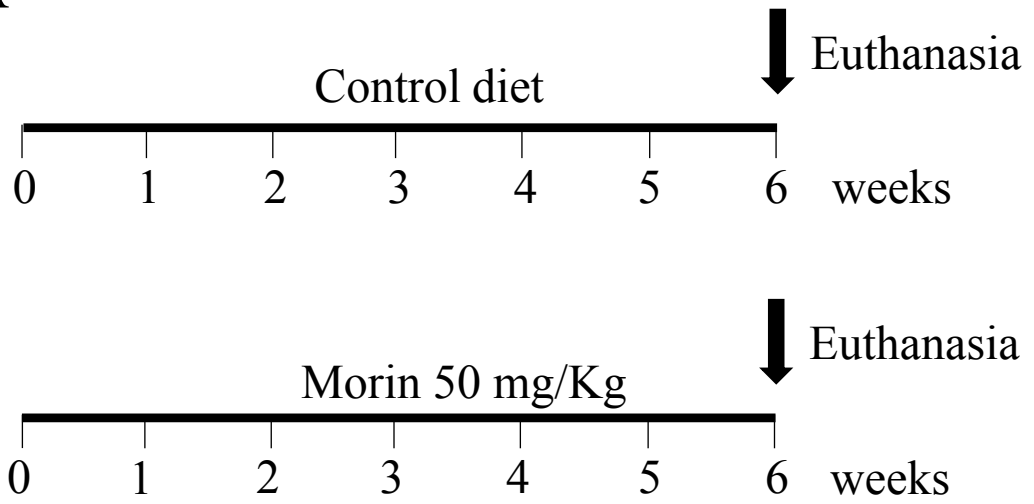 Euthanasia
Control diet
0 1 2 3 4 5 6 weeks
Euthanasia
Morin 50 mg/Kg
0 1 2 3 4 5 6 weeks